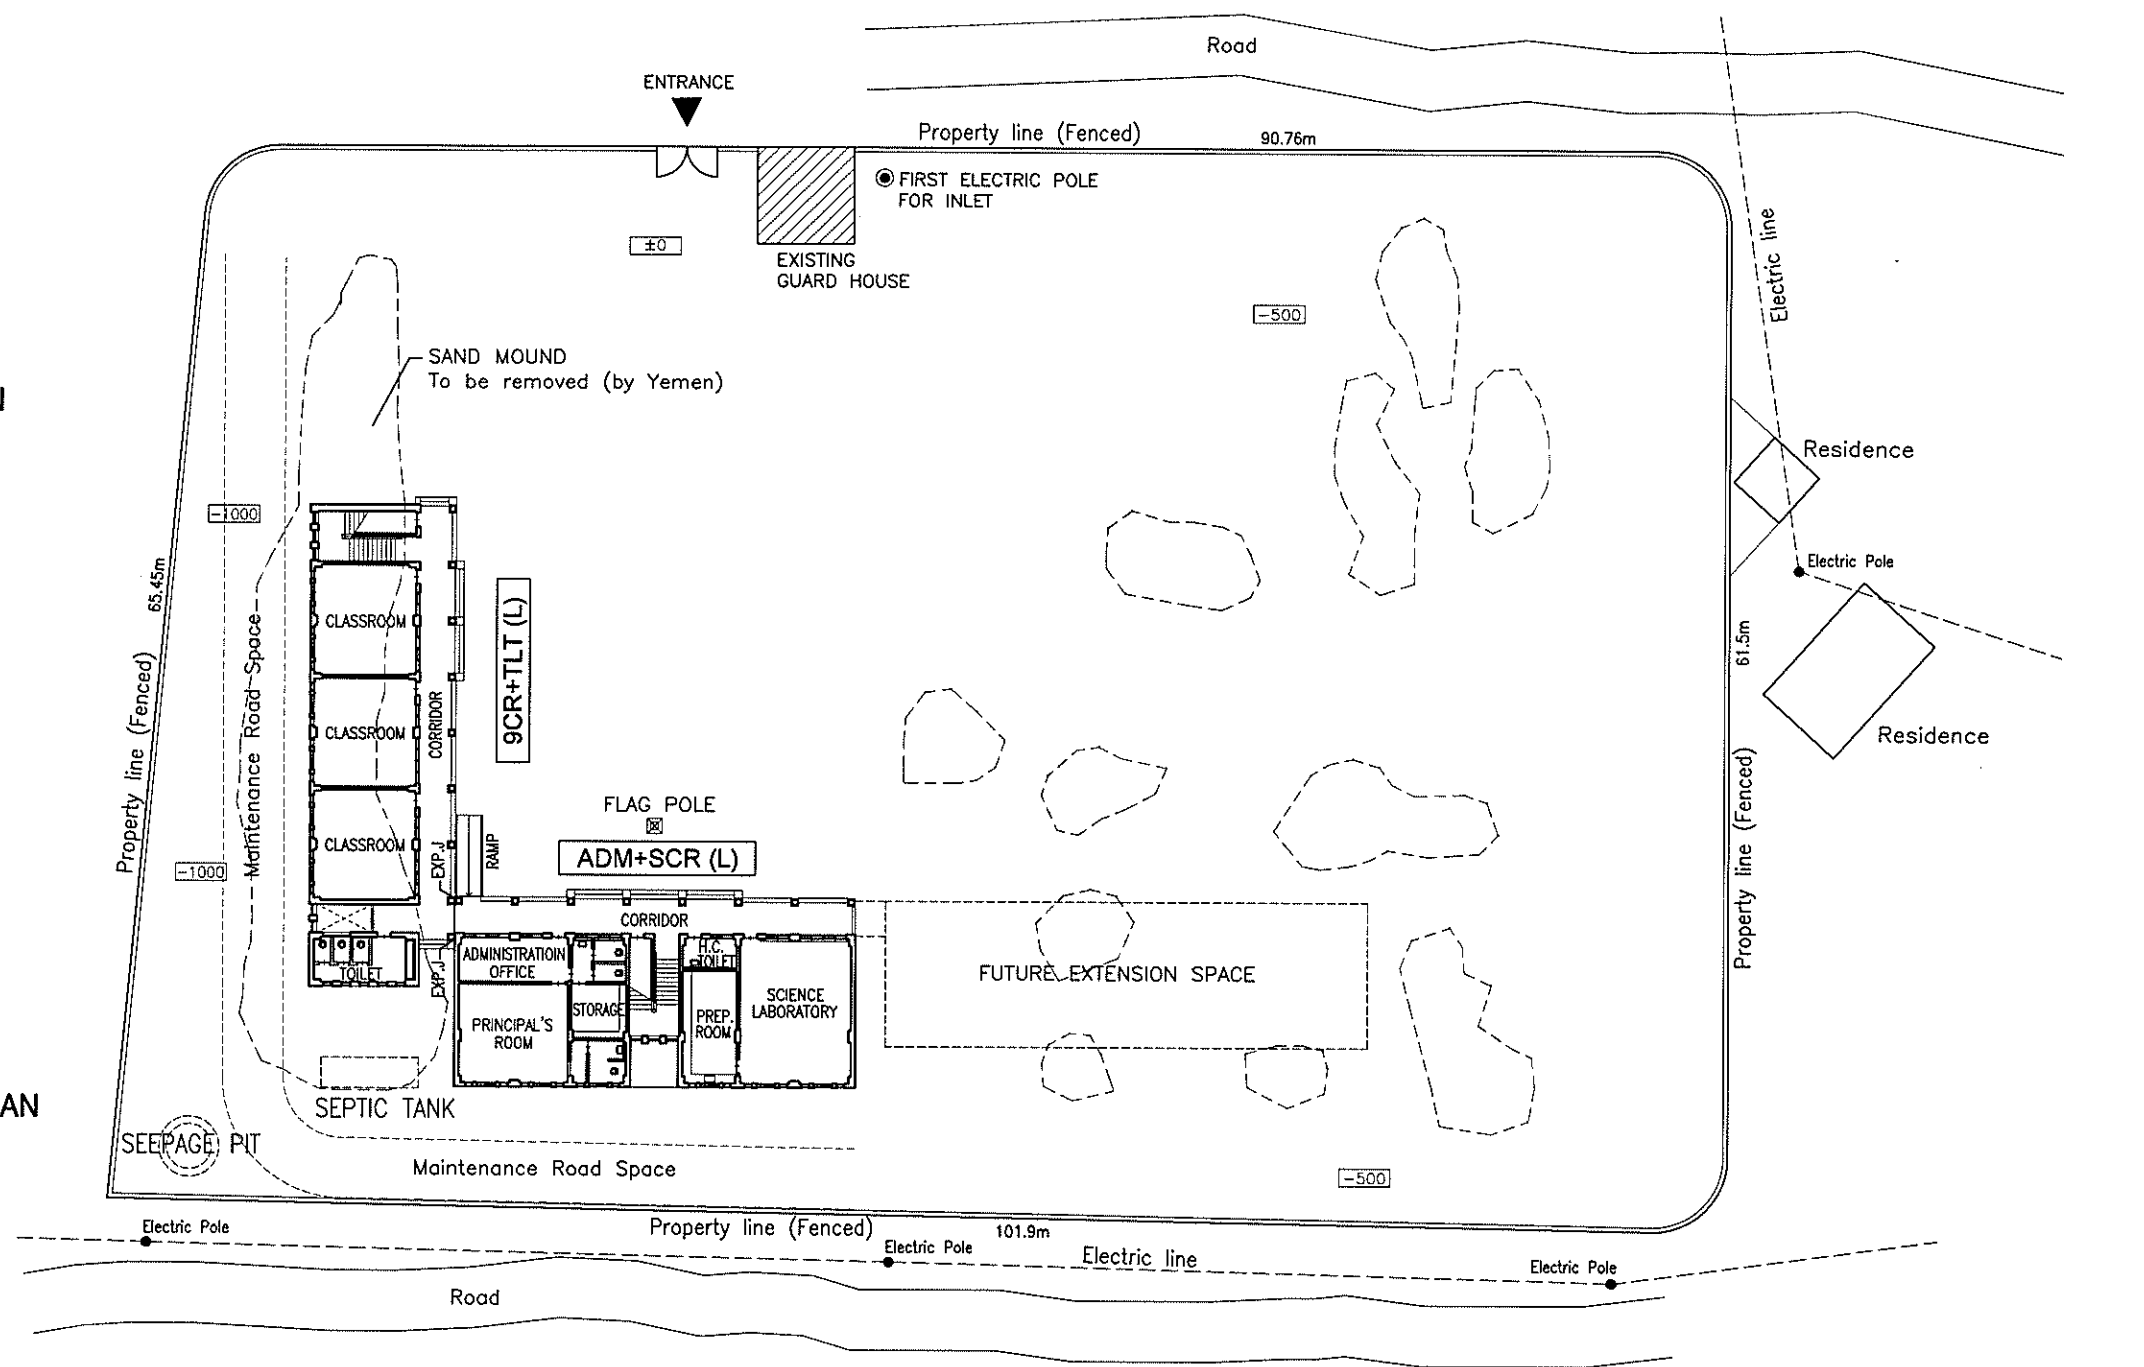 Road
ENTRANCE
Property line (Fenced)
90.76m
FIRST ELECTRIC POLE
FOR INLET
±0
EXISTING
GUARD HOUSE
Electric line
-500
SAND MOUND
To be removed (by Yemen)
Residence
-1000
Electric Pole
65.45m
CLASSROOM
9CR+TLT (L)
61.5m
Maintenance Road Space
CORRIDOR
CLASSROOM
Property line (Fenced)
Residence
Property line (Fenced)
FLAG POLE
CLASSROOM
EXP.J
RAMP
ADM+SCR (L)
-1000
CORRIDOR
ADMINISTRATIOIN
OFFICE
H.C.
TOILET
TOILET
EXP.J
FUTURE EXTENSION SPACE
STORAGE
SCIENCE
LABORATORY
PRINCIPAL'S
ROOM
PREP.
ROOM
SEPTIC TANK
AN
SEEPAGE PIT
Maintenance Road Space
-500
Electric Pole
Property line (Fenced)
101.9m
Electric Pole
Electric line
Electric Pole
Road